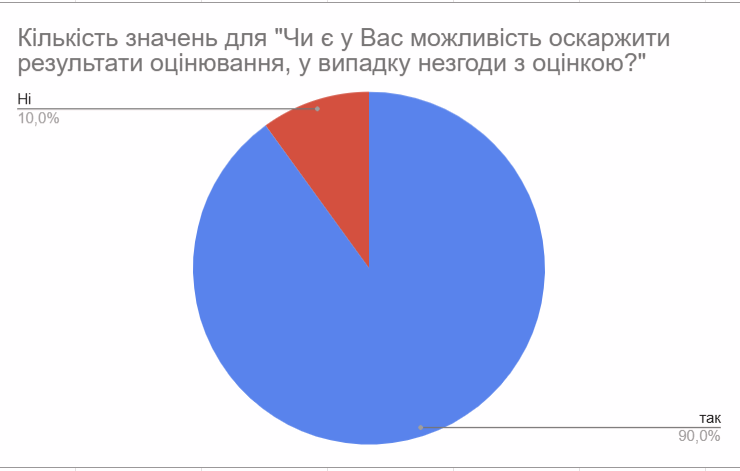 Кількість значень для "Чи є у Вас можливість оскаржити
результати оцінювання, у випадку незгоди з оцінкою?"
Ні
10,0%
так
90,0%